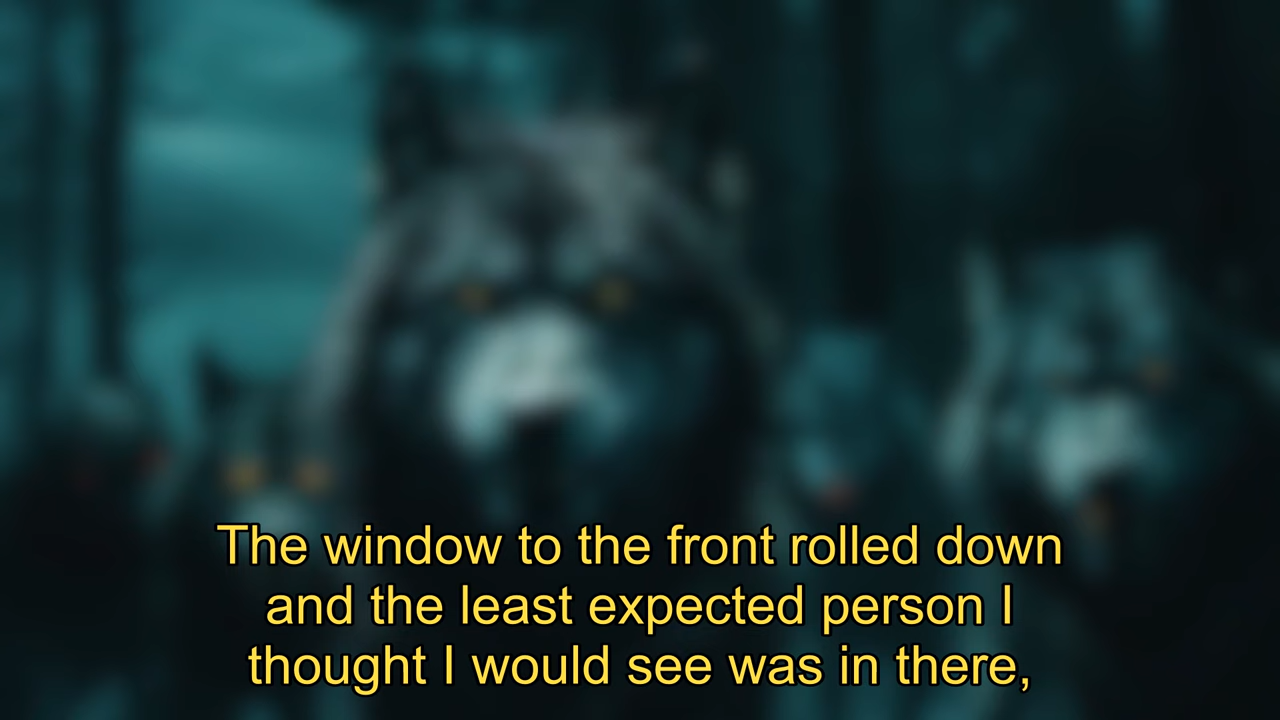 The window to the front rolled down
and the least expected person I
thought I would see was in there,